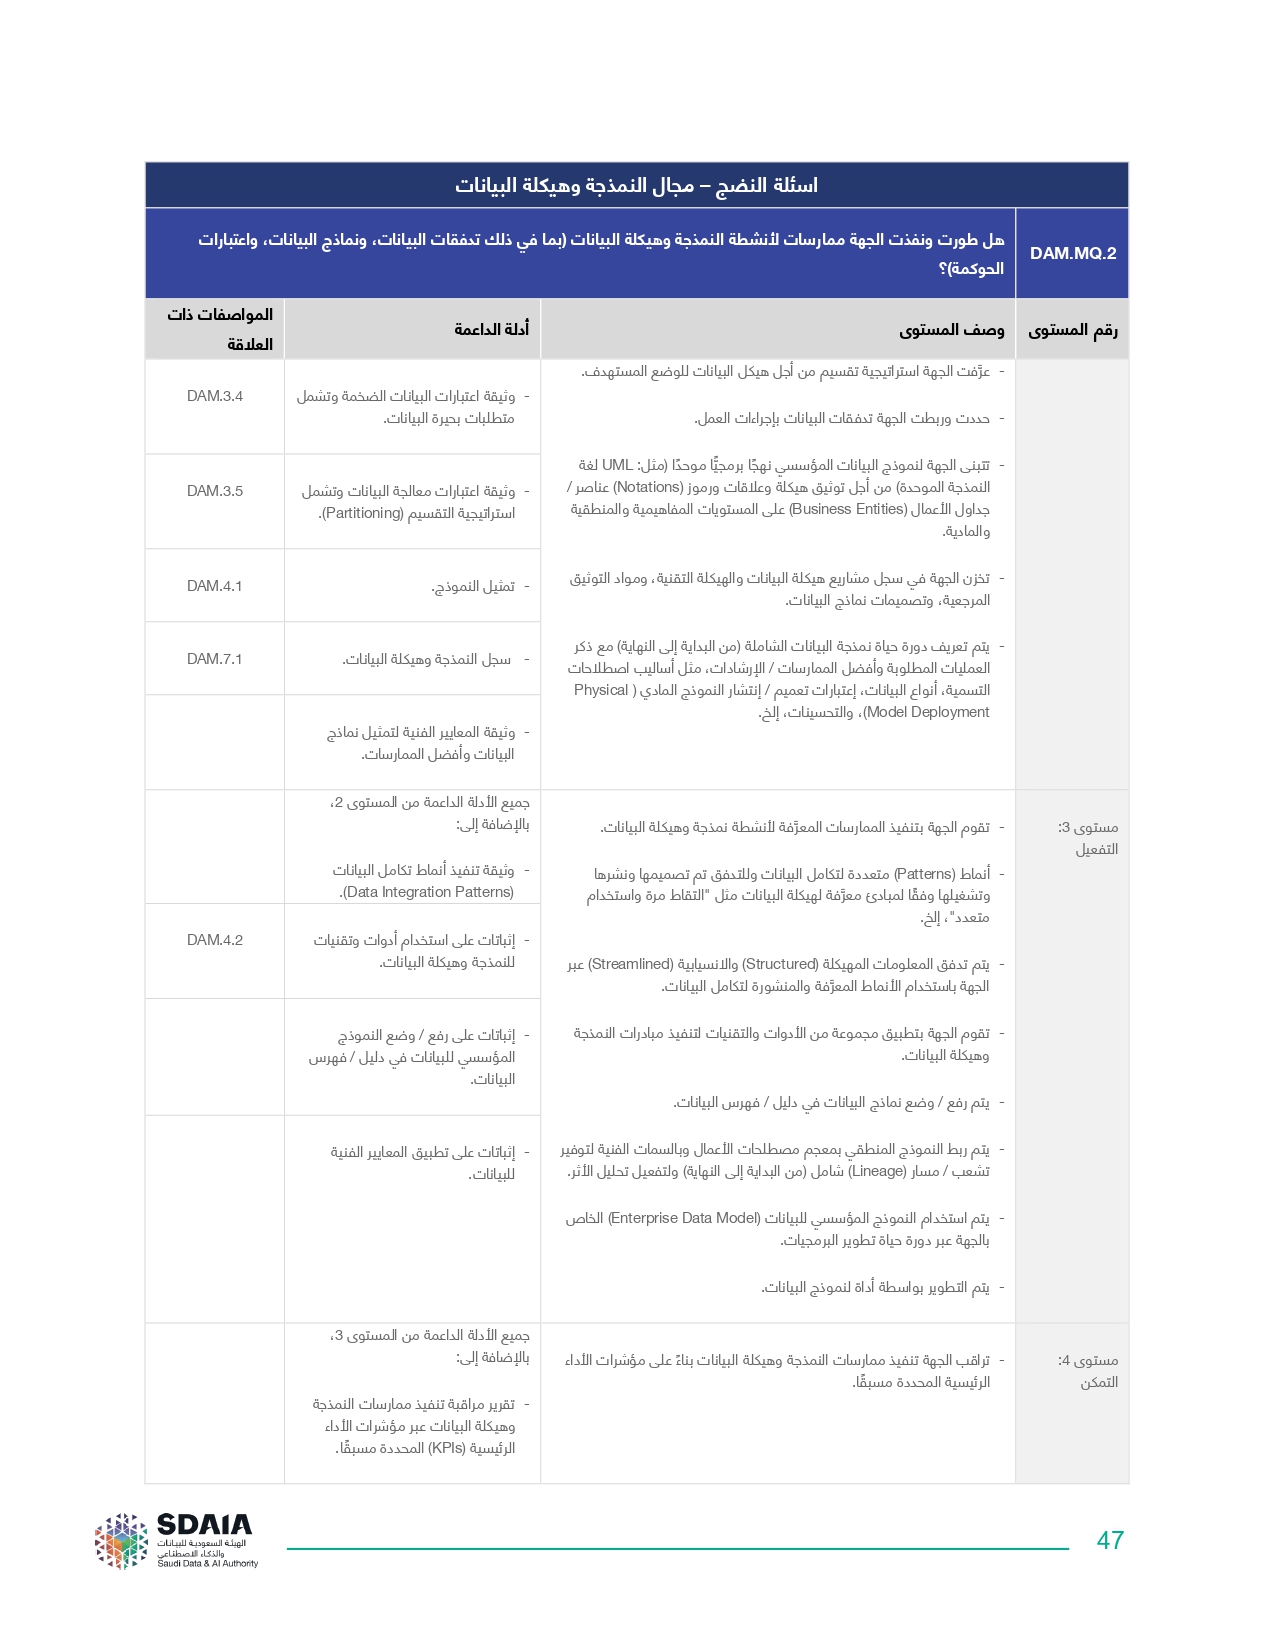 اسئلة النضج – مجال النمذجة وهيكلة البيانات
DAM.MQ.2
هل طورت ونفذت الجهة ممارسات لأنشطة النمذجة وهيكلة البيانات (بما في ذلك تدفقات البيانات، ونماذج البيانات، واعتبارات
الحوكمة)؟
رقم المستوى
وصف المستوى
أدلة الداعمة
المواصفات ذات
العلاقة
- عرَّفت الجهة استراتيجية تقسيم من أجل هيكل البيانات للوضع المستهدف.
- حددت وربطت الجهة تدفقات البيانات بإجراءات العمل.
- تتبنى الجهة لنموذج البيانات المؤسسي نهجًا برمجيًّا موحدًا (مثل: UML لغة
النمذجة الموحدة) من أجل توثيق هيكلة وعلاقات ورموز (Notations) عناصر /
جداول الأعمال (Business Entities) على المستويات المفاهيمية والمنطقية
والمادية.
- تخزن الجهة في سجل مشاريع هيكلة البيانات والهيكلة التقنية، ومواد التوثيق
المرجعية، وتصميمات نماذج البيانات.
- يتم تعريف دورة حياة نمذجة البيانات الشاملة (من البداية إلى النهاية) مع ذكر
العمليات المطلوبة وأفضل الممارسات / الإرشادات، مثل أساليب اصطلاحات
التسمية، أنواع البيانات، إعتبارات تعميم / إنتشار النموذج المادي ( Physical
Model Deployment)، والتحسينات، إلخ.
- وثيقة اعتبارات البيانات الضخمة وتشمل
متطلبات بحيرة البيانات.
DAM.3.4
- وثيقة اعتبارات معالجة البيانات وتشمل
استراتيجية التقسيم (Partitioning).
DAM.3.5
- تمثيل النموذج.
DAM.4.1
- سجل النمذجة وهيكلة البيانات.
DAM.7.1
- وثيقة المعايير الفنية لتمثيل نماذج
البيانات وأفضل الممارسات.
مستوى 3:
التفعيل
- تقوم الجهة بتنفيذ الممارسات المعرَّفة لأنشطة نمذجة وهيكلة البيانات.
- أنماط (Patterns) متعددة لتكامل البيانات وللتدفق تم تصميمها ونشرها
وتشغيلها وفقًا لمبادئ معرَّفة لهيكلة البيانات مثل "التقاط مرة واستخدام
متعدد"، إلخ.
- يتم تدفق المعلومات المهيكلة (Structured) والانسيابية (Streamlined) عبر
الجهة باستخدام الأنماط المعرَّفة والمنشورة لتكامل البيانات.
- تقوم الجهة بتطبيق مجموعة من الأدوات والتقنيات لتنفيذ مبادرات النمذجة
وهيكلة البيانات.
- يتم رفع / وضع نماذج البيانات في دليل / فهرس البيانات.
- يتم ربط النموذج المنطقي بمعجم مصطلحات الأعمال وبالسمات الفنية لتوفير
تشعب / مسار (Lineage) شامل (من البداية إلى النهاية) ولتفعيل تحليل الأثر.
- يتم استخدام النموذج المؤسسي للبيانات (Enterprise Data Model) الخاص
بالجهة عبر دورة حياة تطوير البرمجيات.
- يتم التطوير بواسطة أداة لنموذج البيانات.
جميع الأدلة الداعمة من المستوى 2،
بالإضافة إلى:
- وثيقة تنفيذ أنماط تكامل البيانات
(Data Integration Patterns).
- إثباتات على استخدام أدوات وتقنيات
للنمذجة وهيكلة البيانات.
DAM.4.2
- إثباتات على رفع / وضع النموذج
المؤسسي للبيانات في دليل / فهرس
البيانات.
- إثباتات على تطبيق المعايير الفنية
للبيانات.
مستوى 4:
التمكن
- تراقب الجهة تنفيذ ممارسات النمذجة وهيكلة البيانات بناءً على مؤشرات الأداء
الرئيسية المحددة مسبقًا.
جميع الأدلة الداعمة من المستوى 3،
بالإضافة إلى:
- تقرير مراقبة تنفيذ ممارسات النمذجة
وهيكلة البيانات عبر مؤشرات الأداء
الرئيسية (KPIs) المحددة مسبقًا.
SDAIA
الهيئة السعودية للبيانات
والذكاء الاصطناعي
Saudi Data & AI Authority
47